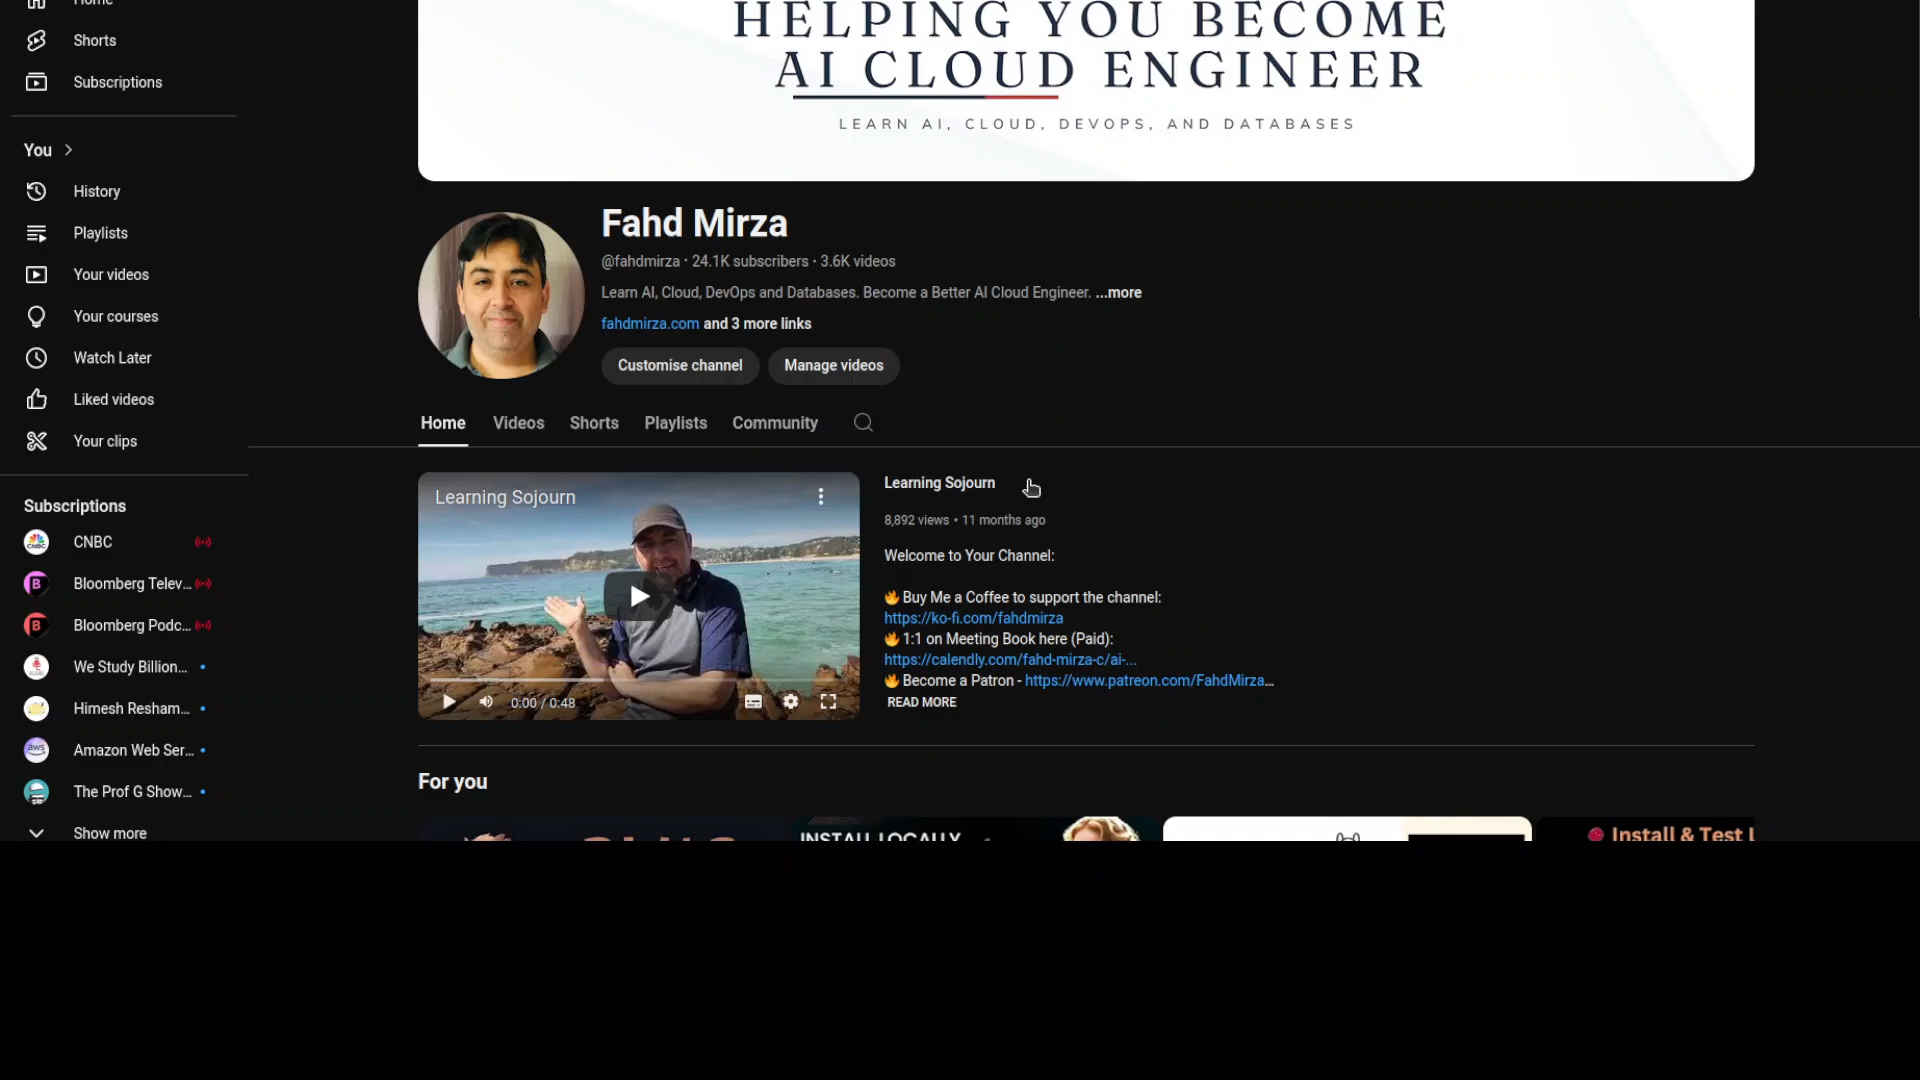 Home
Shorts
Subscriptions
You
History
Playlists
Your videos
Your courses
Watch Later
Liked videos
Your clips
Subscriptions
CNBC
Bloomberg Telev...
Bloomberg Podc...
We Study Billion...
Himesh Resham...
Amazon Web Ser...
The Prof G Show...
Show more
HELPING YOU BECOME
AI CLOUD ENGINEER
LEARN AI, CLOUD, DEVOPS, AND DATABASES
Fahd Mirza
@fahdmirza · 24.1K subscribers · 3.6K videos
Learn AI, Cloud, DevOps and Databases. Become a Better AI Cloud Engineer. ...more
fahdmirza.com and 3 more links
Customise channel Manage videos
Home Videos Shorts Playlists Community
Learning Sojourn
0:00 / 0:48
Learning Sojourn
8,892 views • 11 months ago
Welcome to Your Channel:
🔥 Buy Me a Coffee to support the channel:
https://ko-fi.com/fahdmirza
🔥 1:1 on Meeting Book here (Paid):
https://calendly.com/fahd-mirza-c/ai-...
🔥 Become a Patron - https://www.patreon.com/FahdMirza...
READ MORE
For you
INSTALL LOCALLY
Install & Test L